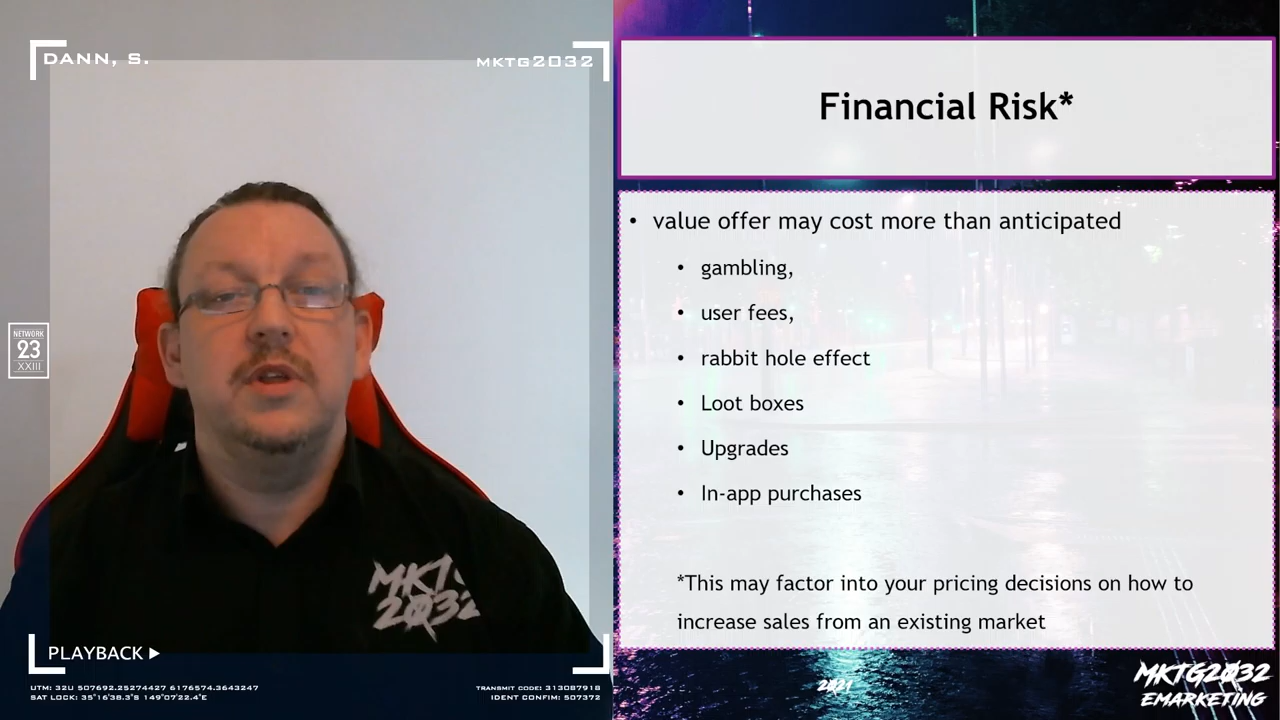 DANN, S.
MKTG2032
NETWORK
23
XXIII
MKT
2032
PLAYBACK
UTM: 32U 507692.25274427 6176574.3643247
SAT LOCK: 35°16'38.3"S 149°07'22.4"E
TRANSMIT CODE: 313087918
IDENT CONFIM: 507372
Financial Risk*
• value offer may cost more than anticipated
• gambling,
• user fees,
• rabbit hole effect
• Loot boxes
• Upgrades
• In-app purchases
*This may factor into your pricing decisions on how to
increase sales from an existing market
2021
MKTG2032
EMARKETING